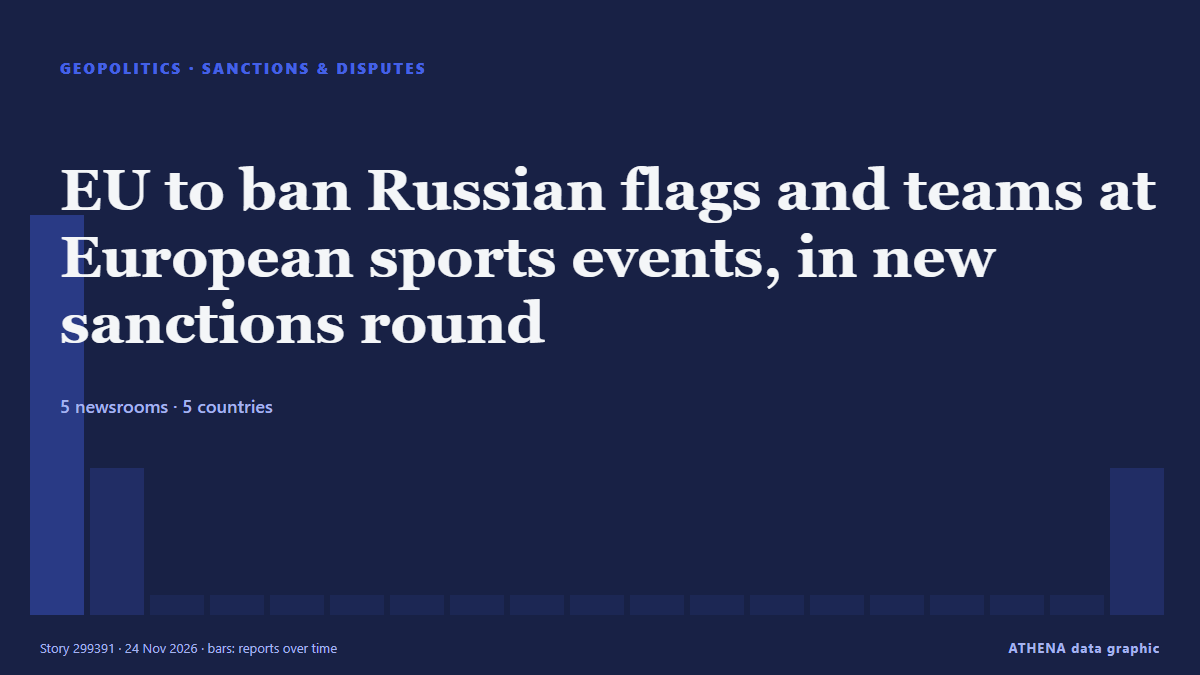 GEOPOLITICS · SANCTIONS & DISPUTES
EU to ban Russian flags and teams at
European sports events, in new
sanctions round
5 newsrooms · 5 countries
Story 299391 · 24 Nov 2026 · bars: reports over time
ATHENA data graphic